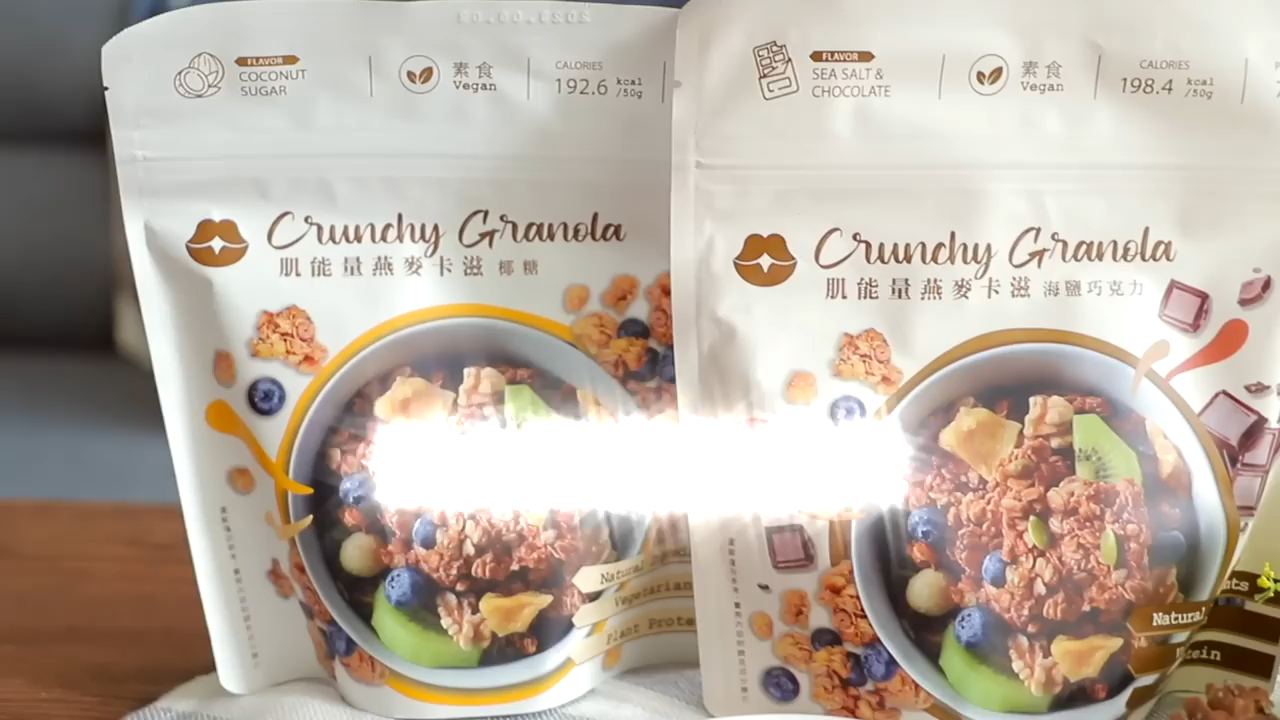 FLAVOR
COCONUT
SUGAR
素食
Vegan
CALORIES
192.6 kcal
/50g
Crunchy Granola
肌能量燕麥卡滋 椰糖
Natural
Vegetarian
Plant Prote
FLAVOR
SEA SALT &
CHOCOLATE
素食
Vegan
CALORIES
198.4 kcal
/50g
Crunchy Granola
肌能量燕麥卡滋 海鹽巧克力
Natural